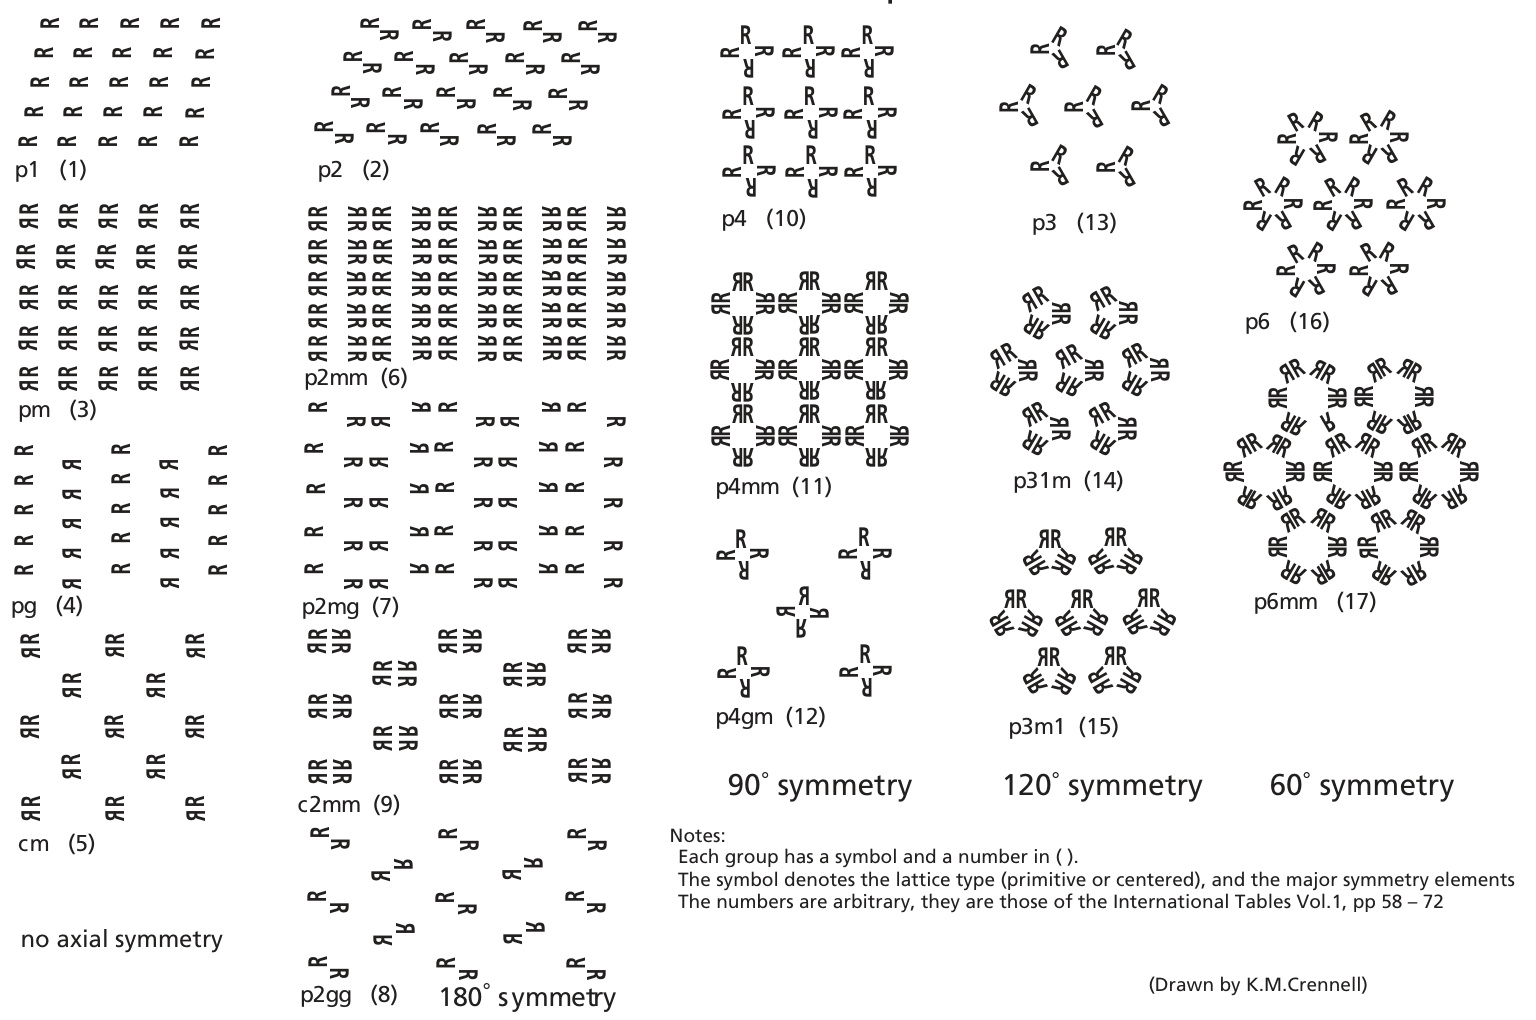 p1 (1)
p2 (2)
pm (3)
p2mm (6)
pg (4)
p2mg (7)
cm (5)
c2mm (9)
no axial symmetry
p2gg (8)
180° symmetry
p4 (10)
p4mm (11)
p4gm (12)
90° symmetry
p3 (13)
p31m (14)
p3m1 (15)
120° symmetry
p6 (16)
p6mm (17)
60° symmetry
Notes:
Each group has a symbol and a number in ( ).
The symbol denotes the lattice type (primitive or centered), and the major symmetry elements
The numbers are arbitrary, they are those of the International Tables Vol.1, pp 58 – 72
(Drawn by K.M.Crennell)